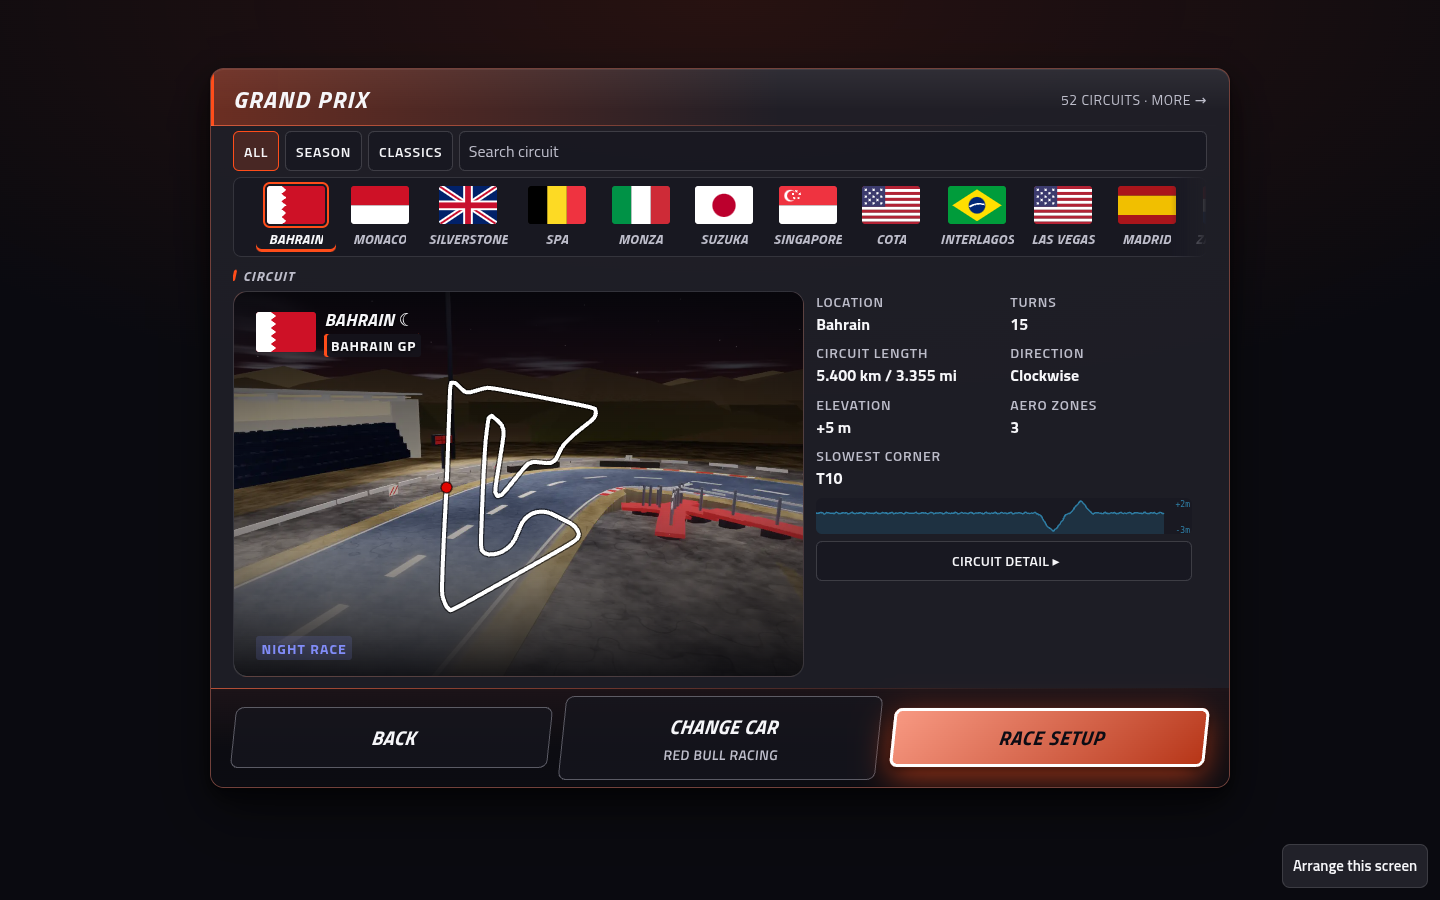 GRAND PRIX
52 CIRCUITS · MORE →
ALL
SEASON
CLASSICS
Search circuit
BAHRAIN
MONACO
SILVERSTONE
SPA
MONZA
SUZUKA
SINGAPORE
COTA
INTERLAGOS
LAS VEGAS
MADRID
CIRCUIT
BAHRAIN ☾
BAHRAIN GP
NIGHT RACE
LOCATION
Bahrain
TURNS
15
CIRCUIT LENGTH
5.400 km / 3.355 mi
DIRECTION
Clockwise
ELEVATION
+5 m
AERO ZONES
3
SLOWEST CORNER
T10
+2m
-3m
CIRCUIT DETAIL ▸
BACK
CHANGE CAR
RED BULL RACING
RACE SETUP
Arrange this screen